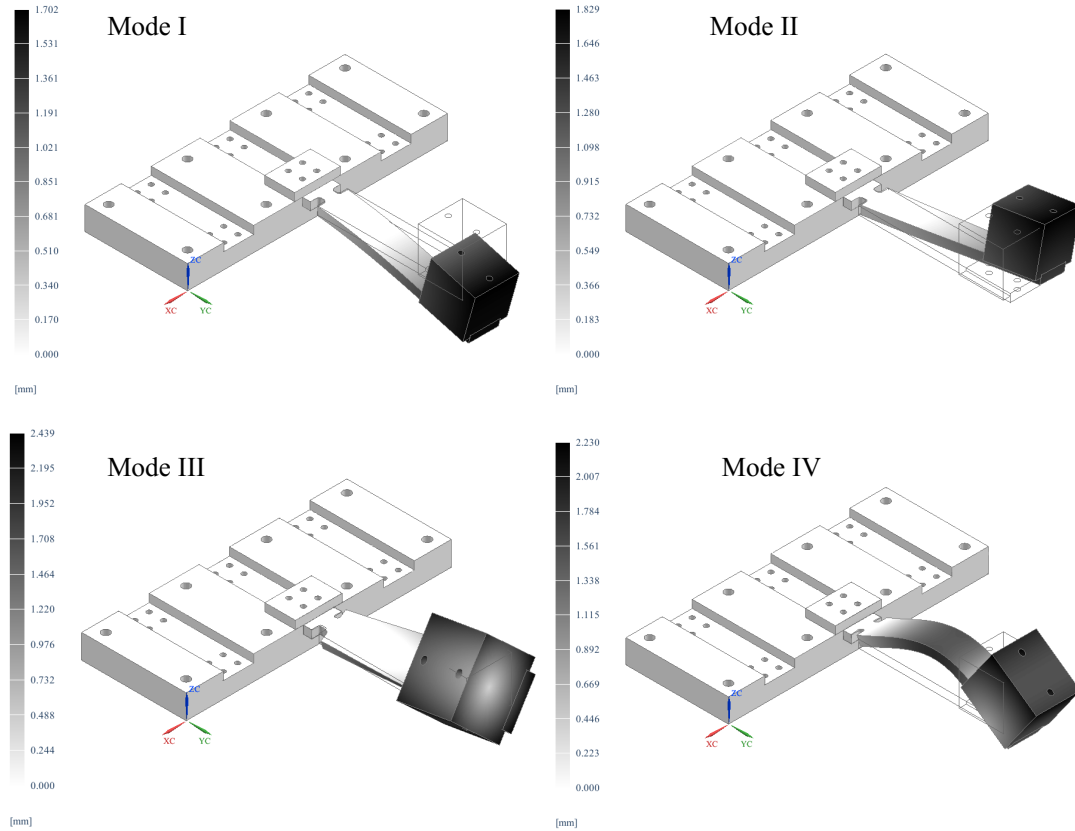 1.702
Mode I
1.531
1.361
1.191
1.021
0.851
0.681
0.510
0.340
0.170
0.000
[mm]
ZC
XC
YC
1.829
Mode II
1.646
1.463
1.280
1.098
0.915
0.732
0.549
0.366
0.183
0.000
[mm]
ZC
XC
YC
2.439
Mode III
2.195
1.952
1.708
1.464
1.220
0.976
0.732
0.488
0.244
0.000
[mm]
ZC
XC
YC
2.230
Mode IV
2.007
1.784
1.561
1.338
1.115
0.892
0.669
0.446
0.223
0.000
[mm]
ZC
XC
YC